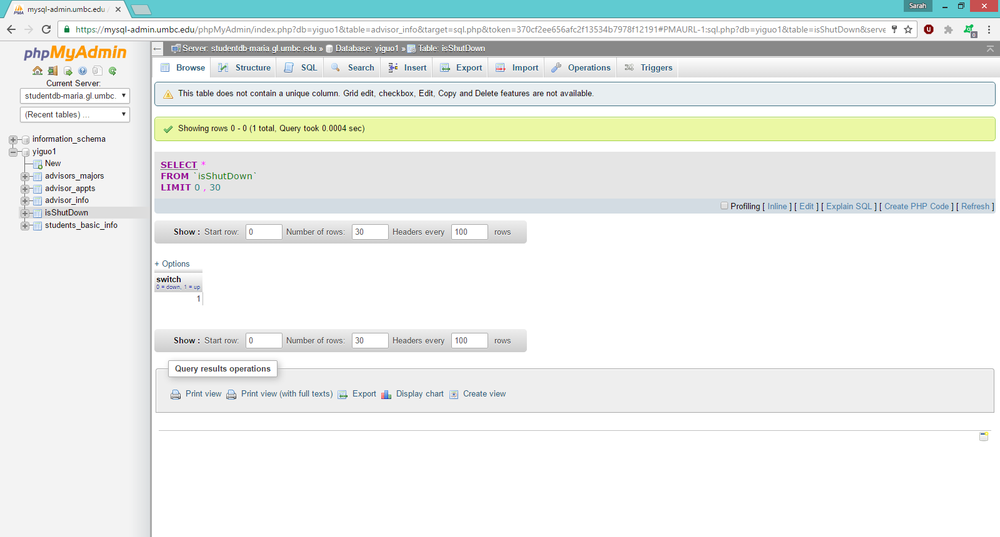 mysql-admin.umbc.edu /
Sarah
https://mysql-admin.umbc.edu/phpMyAdmin/index.php?db=yiguo1&table=advisor_info&target=sql.php&token=370cf2ee656afc2f13534b7978f12191#PMAURL-1:sql.php?db=yiguo1&table=isShutDown&serve
phpMyAdmin
Current Server:
studentdb-maria.gl.umbc.
(Recent tables) ...
information_schema
yiguo1
New
advisors_majors
advisor_appts
advisor_info
isShutDown
students_basic_info
Server: studentdb-maria.gl.umbc.edu » Database: yiguo1 » Table: isShutDown
Browse Structure SQL Search Insert Export Import Operations Triggers
This table does not contain a unique column. Grid edit, checkbox, Edit, Copy and Delete features are not available.
Showing rows 0 - 0 (1 total, Query took 0.0004 sec)
SELECT *
FROM `isShutDown`
LIMIT 0 , 30
Profiling [ Inline ] [ Edit ] [ Explain SQL ] [ Create PHP Code ] [ Refresh ]
Show : Start row: 0 Number of rows: 30 Headers every 100 rows
+ Options
switch
0 = down, 1 = up
1
Show : Start row: 0 Number of rows: 30 Headers every 100 rows
Query results operations
Print view Print view (with full texts) Export Display chart Create view